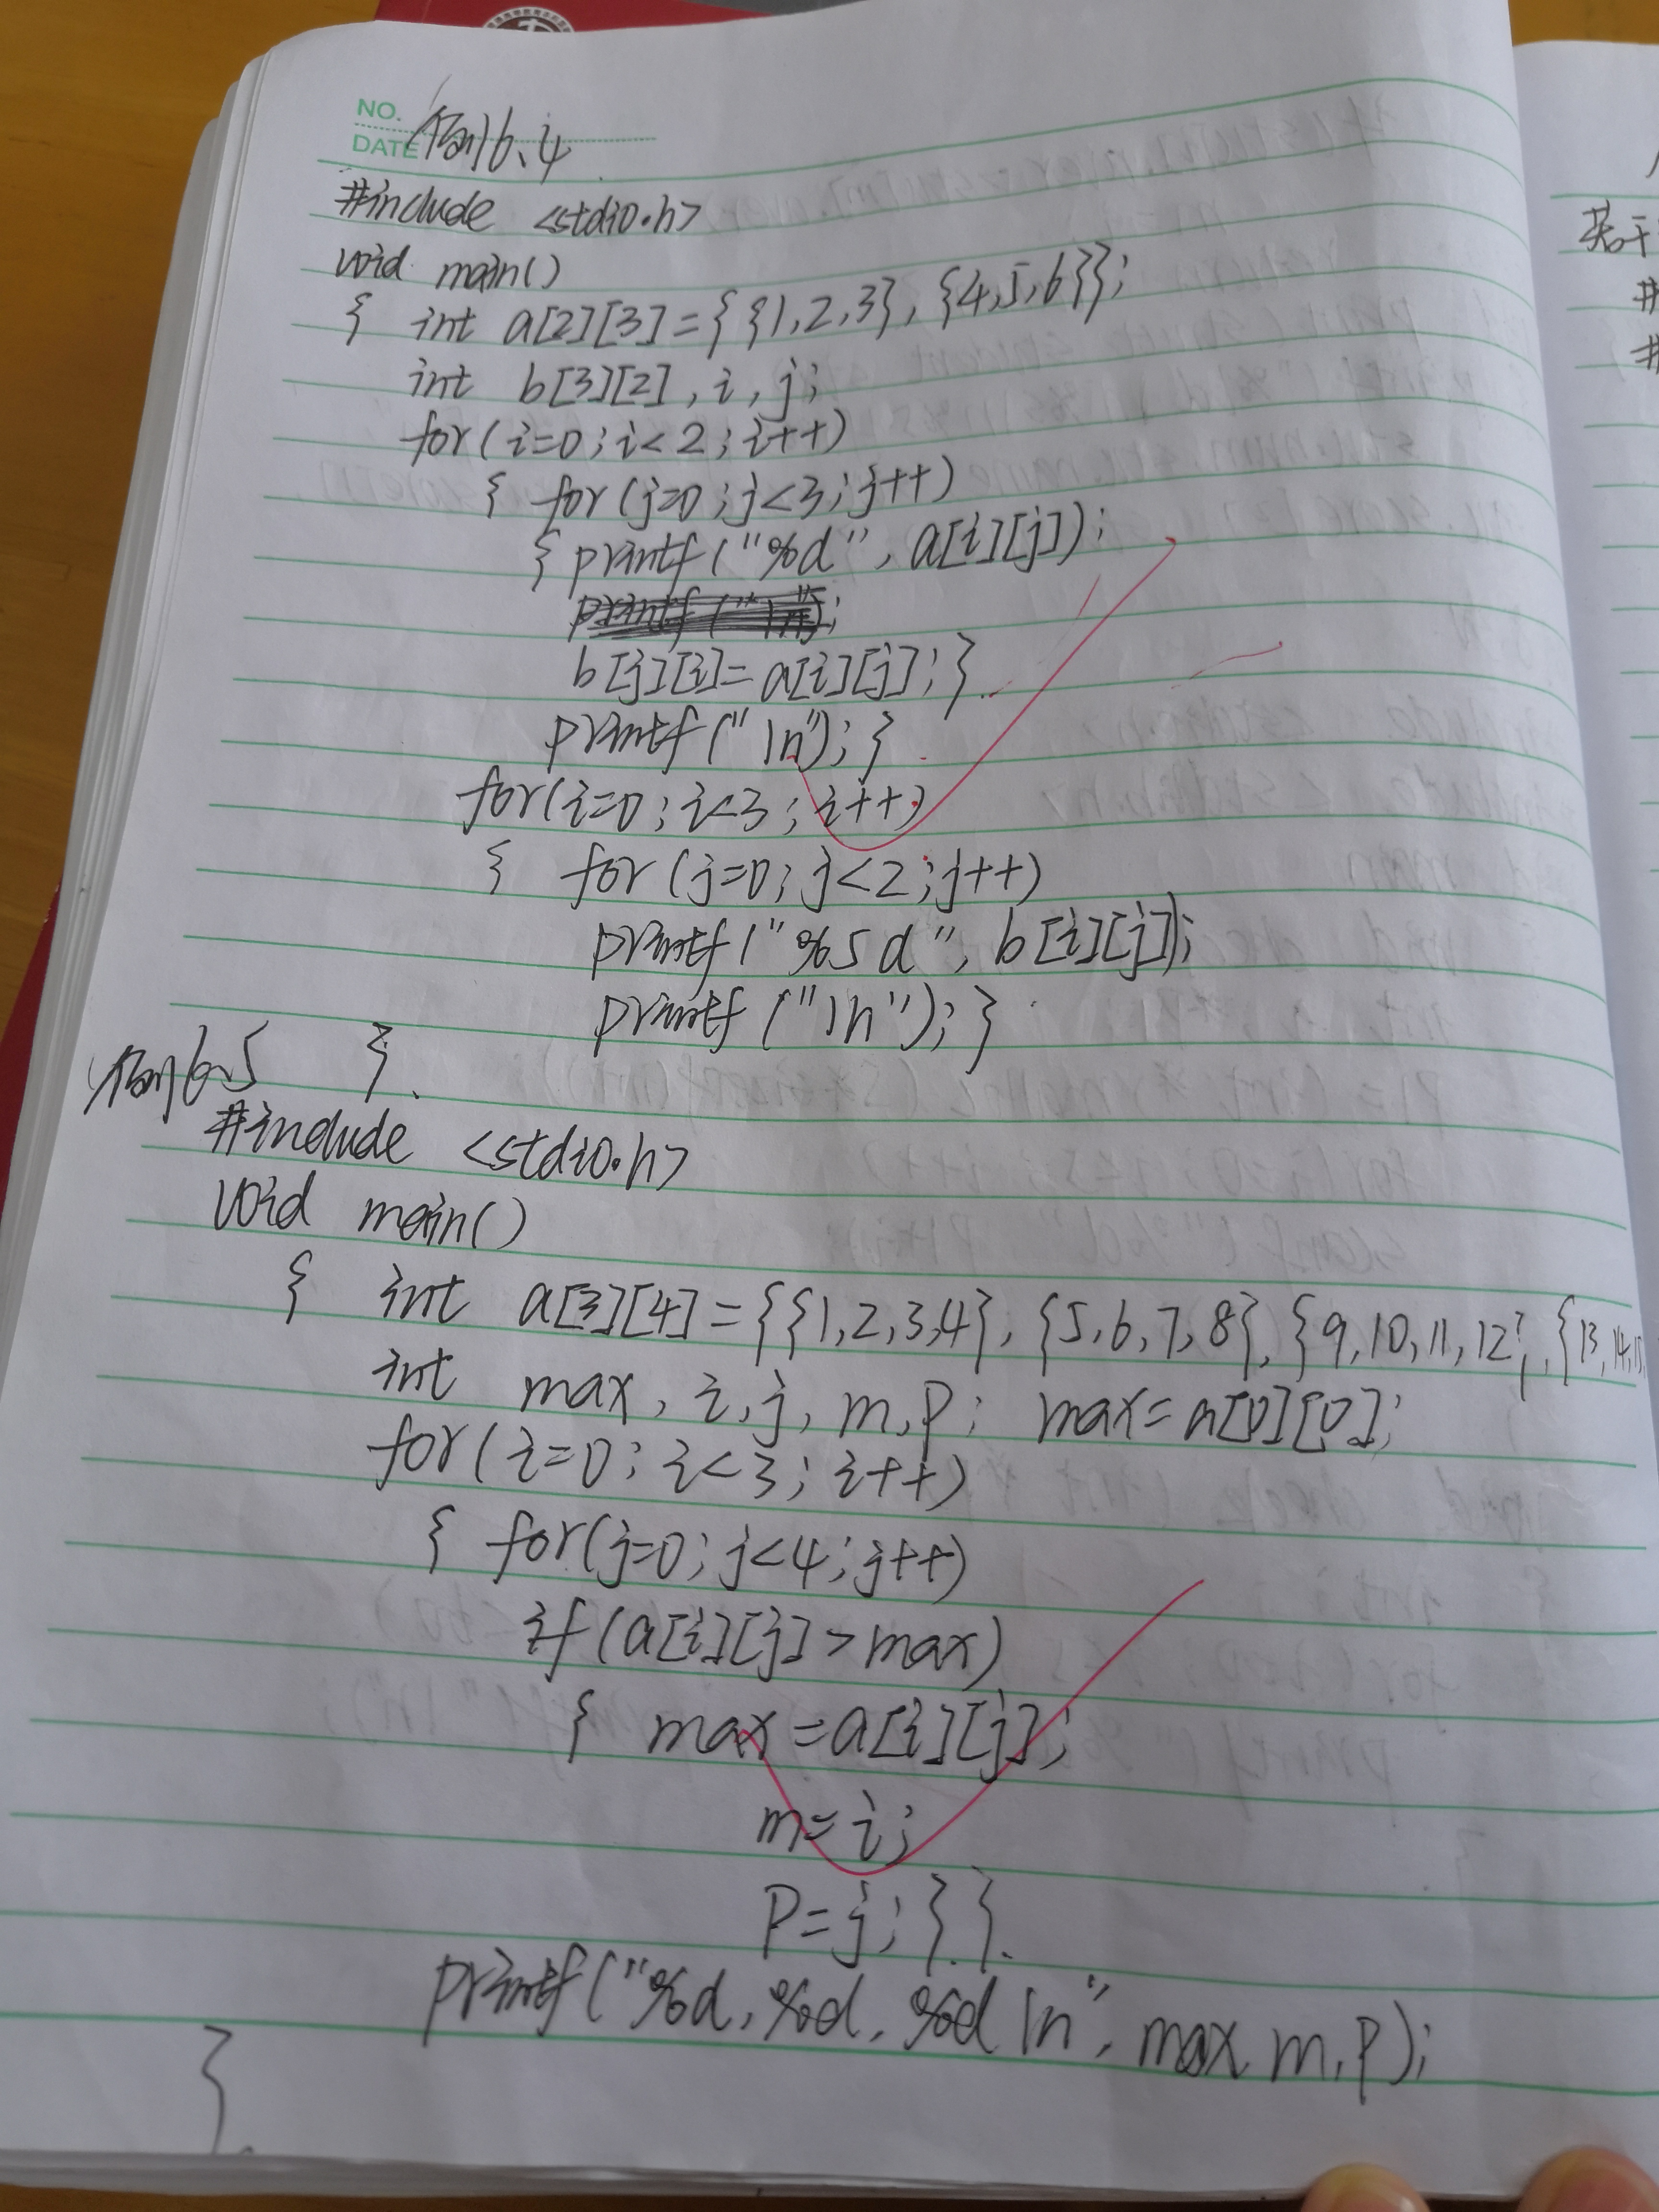 NO.
DATE 例6.4
#include <stdio.h>
void main()
{ int a[2][3]={{1,2,3},{4,5,6}};
int b[3][2],i,j;
for(i=0;i<2;i++)
{ for(j=0;j<3;j++)
{ printf("%d",a[i][j]);
b[j][i]=a[i][j];}
printf("\n");}
for(i=0;i<3;i++)
{ for(j=0;j<2;j++)
printf("%5d",b[i][j]);
printf("\n");}
}
例6.5
#include <stdio.h>
void main()
{ int a[3][4]={{1,2,3,4},{5,6,7,8},{9,10,11,12},{13,14,15,
int max,i,j,m,p; max=a[0][0];
for(i=0;i<3;i++)
{ for(j=0;j<4;j++)
if(a[i][j]>max)
{ max=a[i][j];
m=i;
p=j;}}
printf("%d,%d,%d\n",max,m,p);
}